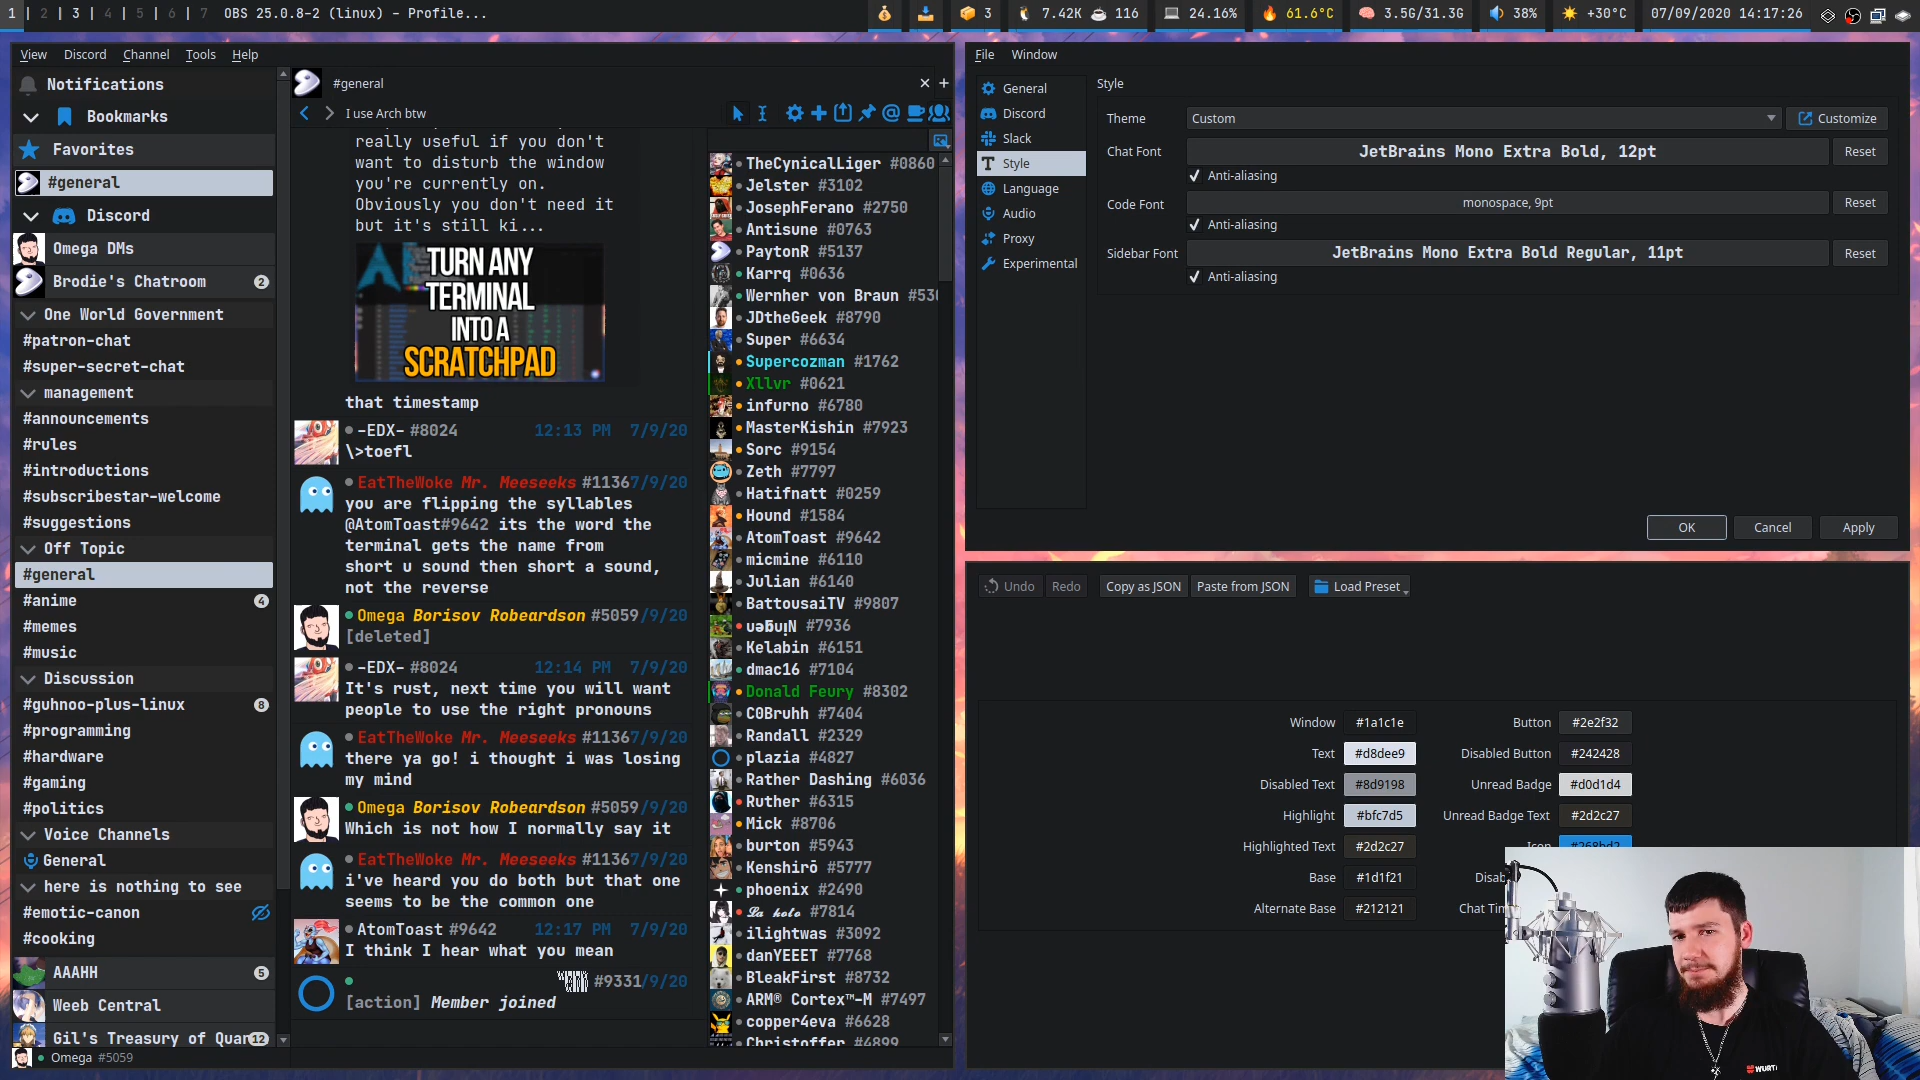 1 | 2 | 3 | 4 | 5 | 6 | 7 OBS 25.0.8-2 (linux) - Profile...
3 7.42K 116 24.16% 61.6°C 3.5G/31.3G 38% +30°C 07/09/2020 14:17:26
View Discord Channel Tools Help
Notifications
Bookmarks
Favorites
#general
Discord
Omega DMs
Brodie's Chatroom 2
One World Government
#patron-chat
#super-secret-chat
management
#announcements
#rules
#introductions
#subscribestar-welcome
#suggestions
Off Topic
#general
#anime 4
#memes
#music
Discussion
#guhnoo-plus-linux 8
#programming
#hardware
#gaming
#politics
Voice Channels
General
here is nothing to see
#emotic-canon
#cooking
AAAHH 5
Weeb Central
Gil's Treasury of Quar 12
Omega #5059
#general
I use Arch btw
really useful if you don't
want to disturb the window
you're currently on.
Obviously you don't need it
but it's still ki...
TURN ANY
TERMINAL
INTO A
SCRATCHPAD
that timestamp
-EDX- #8024 12:13 PM 7/9/20
\>toefl
EatTheWoke Mr. Meeseeks #1136 7/9/20
you are flipping the syllables
@AtomToast#9642 its the word the
terminal gets the name from
short u sound then short a sound,
not the reverse
Omega Borisov Robeardson #5059 /9/20
[deleted]
-EDX- #8024 12:14 PM 7/9/20
It's rust, next time you will want
people to use the right pronouns
EatTheWoke Mr. Meeseeks #1136 7/9/20
there ya go! i thought i was losing
my mind
Omega Borisov Robeardson #5059 /9/20
Which is not how I normally say it
EatTheWoke Mr. Meeseeks #1136 7/9/20
i've heard you do both but that one
seems to be the common one
AtomToast #9642 12:17 PM 7/9/20
I think I hear what you mean
#9331 /9/20
[action] Member joined
TheCynicalLiger #0860
Jelster #3102
JosephFerano #2750
Antisune #0763
PaytonR #5137
Karrq #0636
Wernher von Braun #530
JDtheGeek #8790
Super #6634
Supercozman #1762
Xllvr #0621
infurno #6780
MasterKishin #7923
Sorc #9154
Zeth #7797
Hatifnatt #0259
Hound #1584
AtomToast #9642
micmine #6110
Julian #6140
BattousaiTV #9807
#7936
Kelabin #6151
dmac16 #7104
Donald Feury #8302
C0Bruhh #7404
Randall #2329
plazia #4827
Rather Dashing #6036
Ruther #6315
Mick #8706
burton #5943
Kenshirō #5777
phoenix #2490
#7814
ilightwas #3092
danYEEET #7768
BleakFirst #8732
ARM® Cortex™-M #7497
copper4eva #6628
Christoffer #4899
File Window
General
Discord
Slack
Style
Language
Audio
Proxy
Experimental
Style
Theme Custom Customize
Chat Font JetBrains Mono Extra Bold, 12pt Reset
Anti-aliasing
Code Font monospace, 9pt Reset
Anti-aliasing
Sidebar Font JetBrains Mono Extra Bold Regular, 11pt Reset
Anti-aliasing
OK Cancel Apply
Undo Redo Copy as JSON Paste from JSON Load Preset
Window #1a1c1e Button #2e2f32
Text #d8dee9 Disabled Button #242428
Disabled Text #8d9198 Unread Badge #d0d1d4
Highlight #bfc7d5 Unread Badge Text #2d2c27
Highlighted Text #2d2c27 Icon #268bd2
Base #1d1f21 Disab
Alternate Base #212121 Chat Tim
WURT